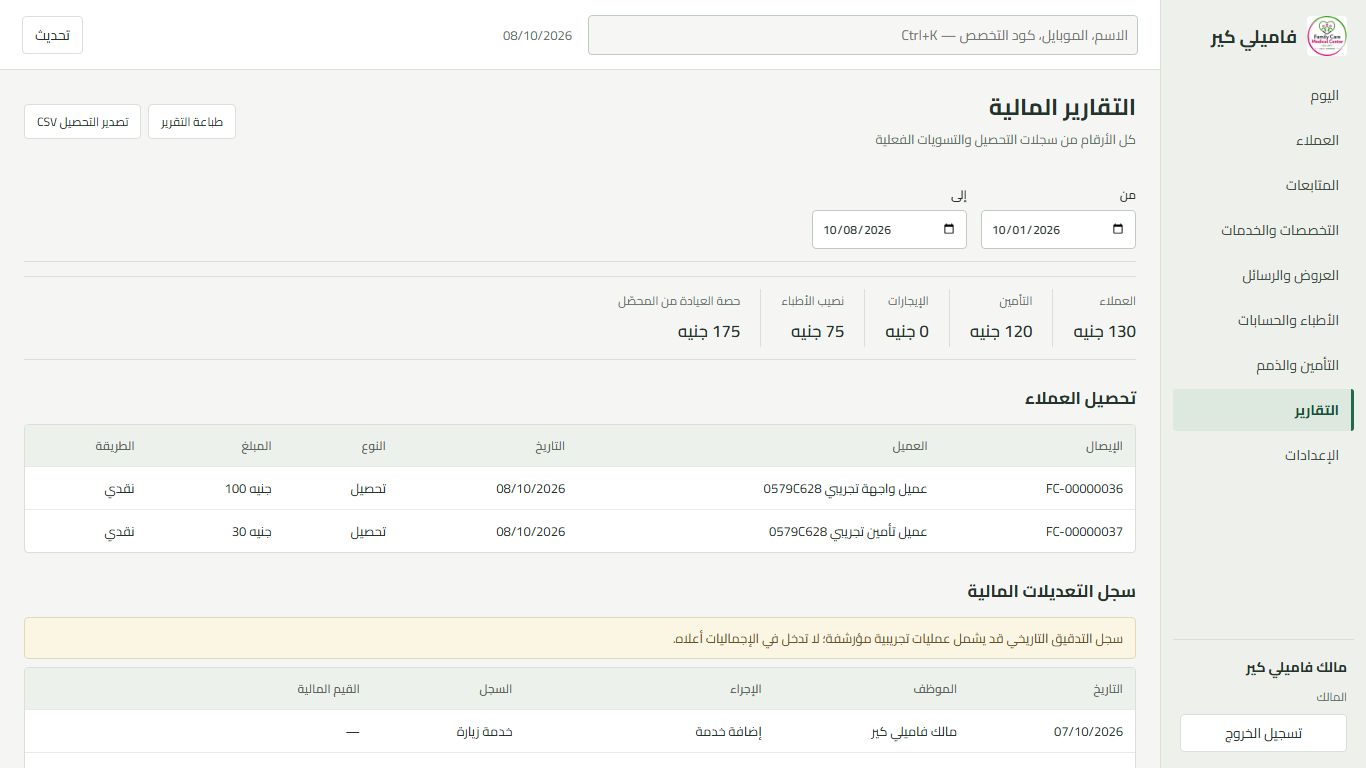 فاميلي كير
Family Care
Medical Center
اليوم
العملاء
المتابعات
التخصصات والخدمات
العروض والرسائل
الأطباء والحسابات
التأمين والذمم
التقارير
الإعدادات
مالك فاميلي كير
المالك
تسجيل الخروج
الاسم، الموبايل، كود التخصص — Ctrl+K
08/10/2026
تحديث
التقارير المالية
كل الأرقام من سجلات التحصيل والتسويات الفعلية
طباعة التقرير
تصدير التحصيل CSV
من
إلى
10/01/2026
10/08/2026
العملاء التأمين الإيجارات نصيب الأطباء حصة العيادة من المحصّل
130 جنيه 120 جنيه 0 جنيه 75 جنيه 175 جنيه
تحصيل العملاء
الإيصال العميل التاريخ النوع المبلغ الطريقة
FC-00000036 عميل واجهة تجريبي 0579C628 08/10/2026 تحصيل جنيه 100 نقدي
FC-00000037 عميل تأمين تجريبي 0579C628 08/10/2026 تحصيل جنيه 30 نقدي
سجل التعديلات المالية
سجل التدقيق التاريخي قد يشمل عمليات تجريبية مؤرشفة؛ لا تدخل في الإجماليات أعلاه.
التاريخ الموظف الإجراء السجل القيم المالية
07/10/2026 مالك فاميلي كير إضافة خدمة خدمة زيارة —